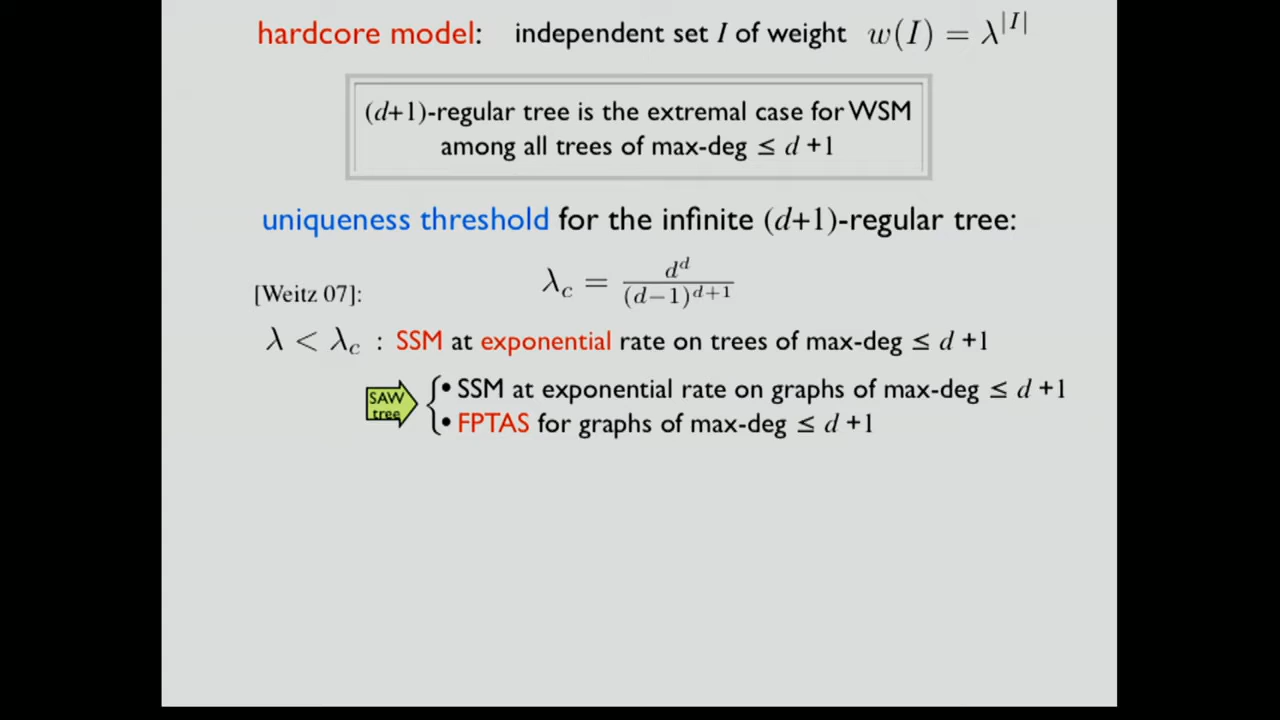 hardcore model: independent set I of weight w(I) = λ^{|I|}
(d+1)-regular tree is the extremal case for WSM
among all trees of max-deg ≤ d +1
uniqueness threshold for the infinite (d+1)-regular tree:
λ_c = d^d / (d−1)^{d+1}
[Weitz 07]:
λ < λ_c : SSM at exponential rate on trees of max-deg ≤ d +1
SAW
tree
• SSM at exponential rate on graphs of max-deg ≤ d +1
• FPTAS for graphs of max-deg ≤ d +1